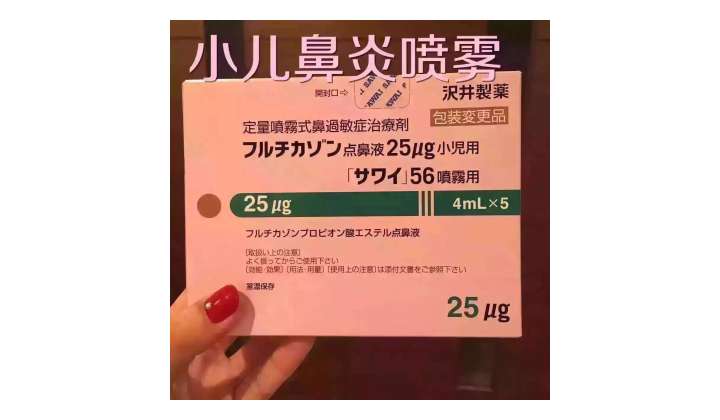 小儿鼻炎喷雾
開封口⇨
沢井製薬
包装変更品
定量噴霧式鼻過敏症治療剤
フルチカゾン点鼻液25μg小児用
「サワイ」56噴霧用
25μg
4mL×5
フルチカゾンプロピオン酸エステル点鼻液
〔取扱い上の注意〕
よく振ってからご使用下さい
〔効能・効果〕〔用法・用量〕〔使用上の注意〕は添付文書をご参照下さい
室温保存
25μg